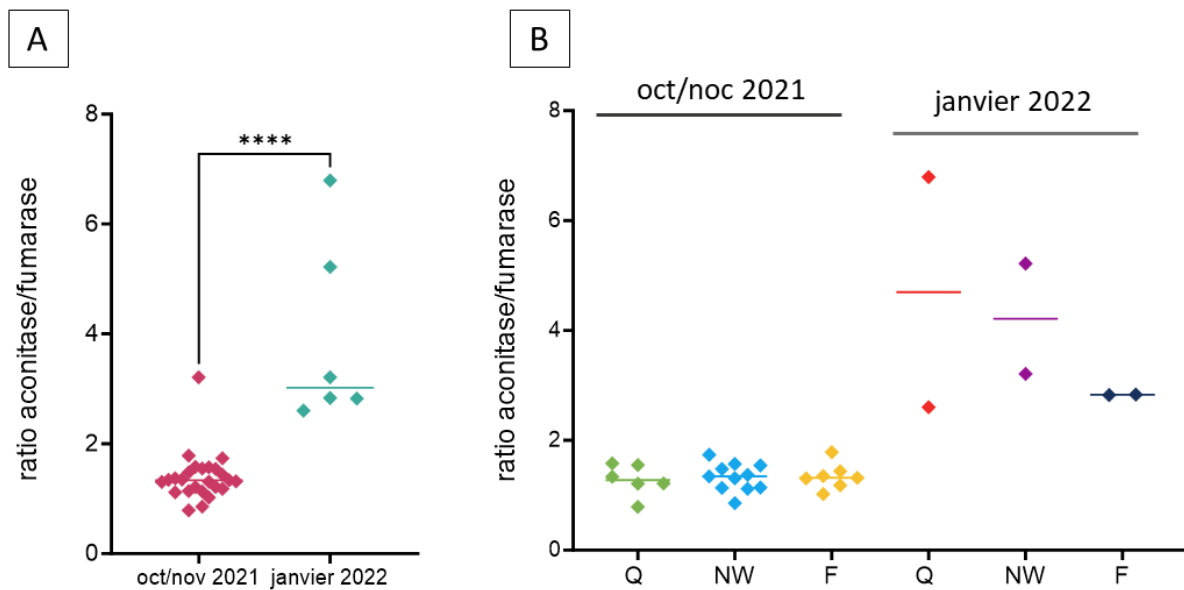 A
8
6
4
2
0
ratio aconitase/fumarase
****
oct/nov 2021 janvier 2022
B
oct/noc 2021 janvier 2022
8
6
4
2
0
ratio aconitase/fumarase
Q NW F Q NW F